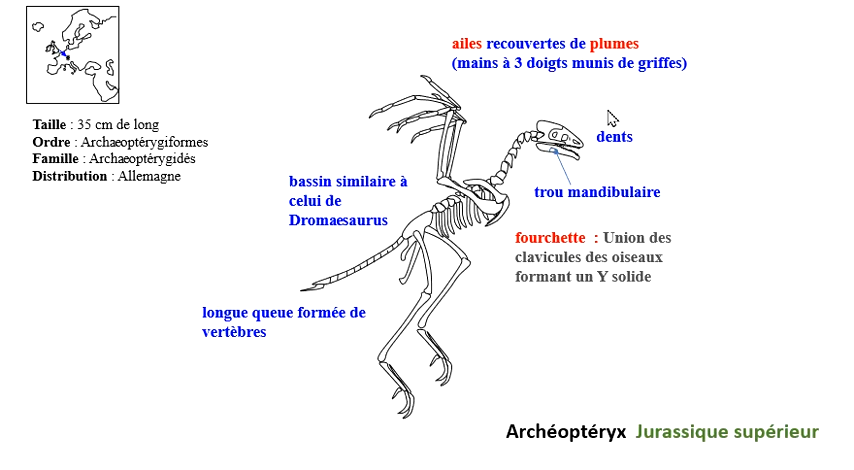 ailes recouvertes de plumes
(mains à 3 doigts munis de griffes)
Taille : 35 cm de long
Ordre : Archaeoptérygiformes
Famille : Archaeoptérygidés
Distribution : Allemagne
dents
bassin similaire à
celui de
Dromaesaurus
trou mandibulaire
fourchette : Union des
clavicules des oiseaux
formant un Y solide
longue queue formée de
vertèbres
Archéoptéryx Jurassique supérieur